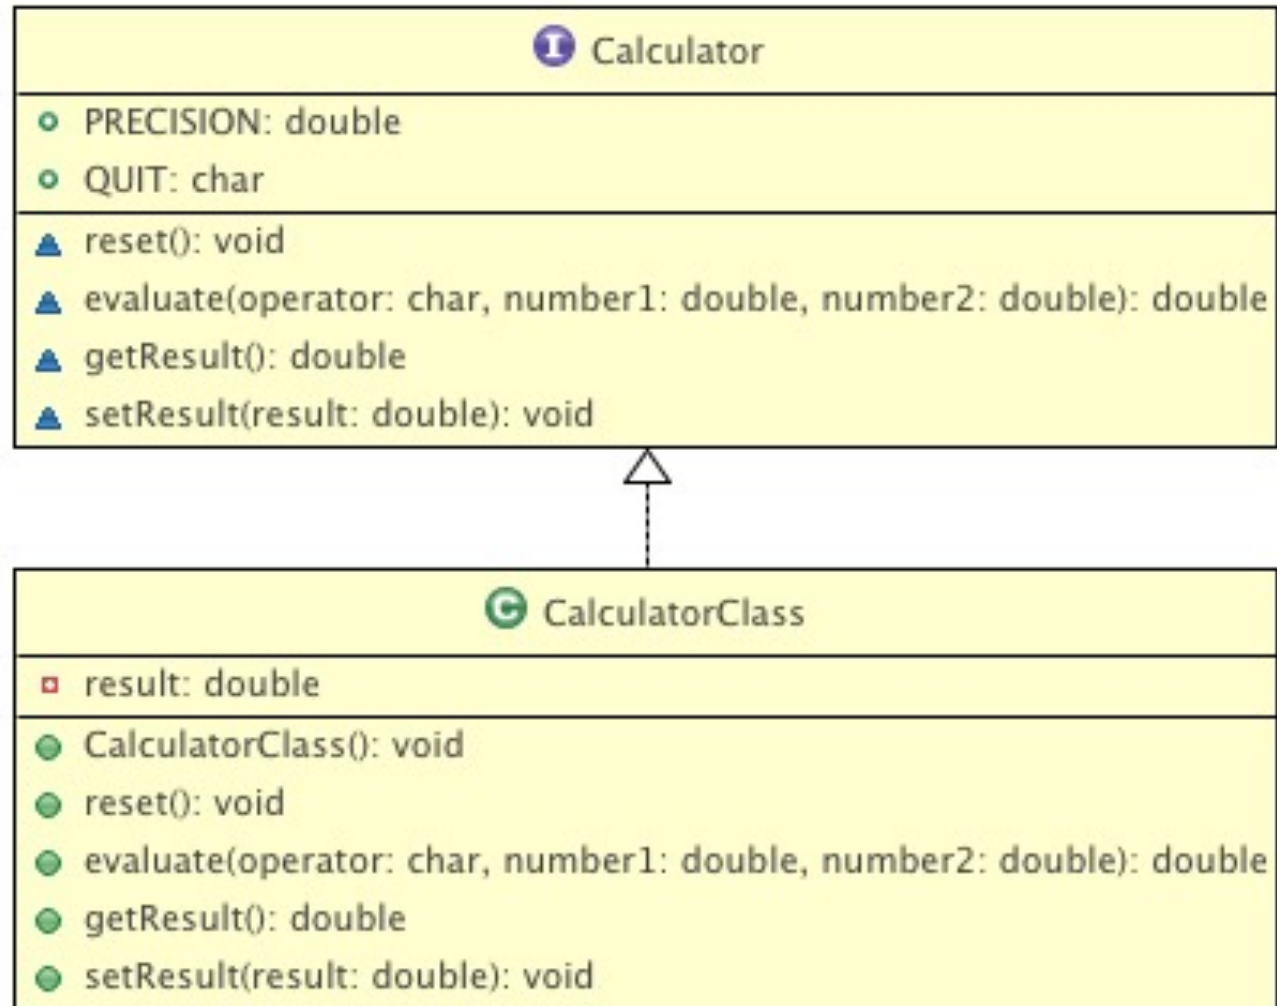 I Calculator
PRECISION: double
QUIT: char
reset(): void
evaluate(operator: char, number1: double, number2: double): double
getResult(): double
setResult(result: double): void
C CalculatorClass
result: double
CalculatorClass(): void
reset(): void
evaluate(operator: char, number1: double, number2: double): double
getResult(): double
setResult(result: double): void